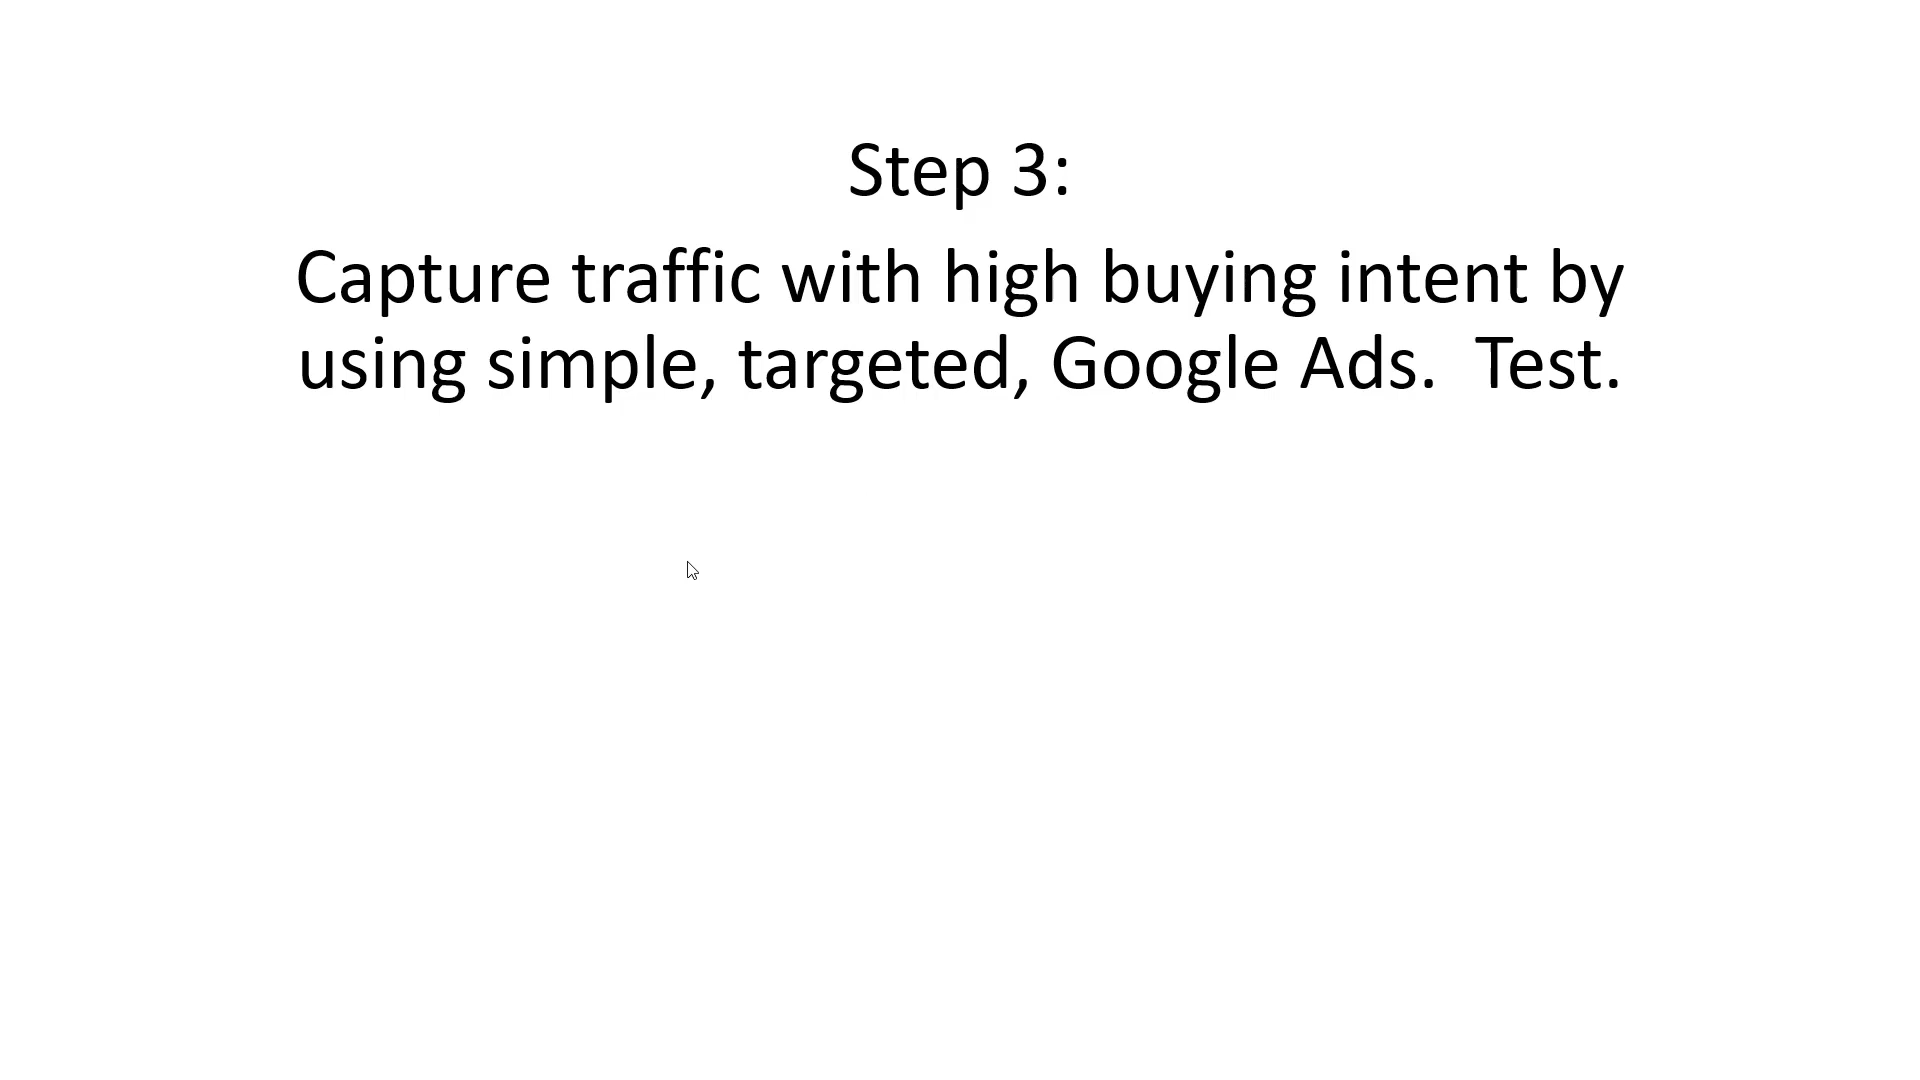 Step 3:
Capture traffic with high buying intent by
using simple, targeted, Google Ads.  Test.